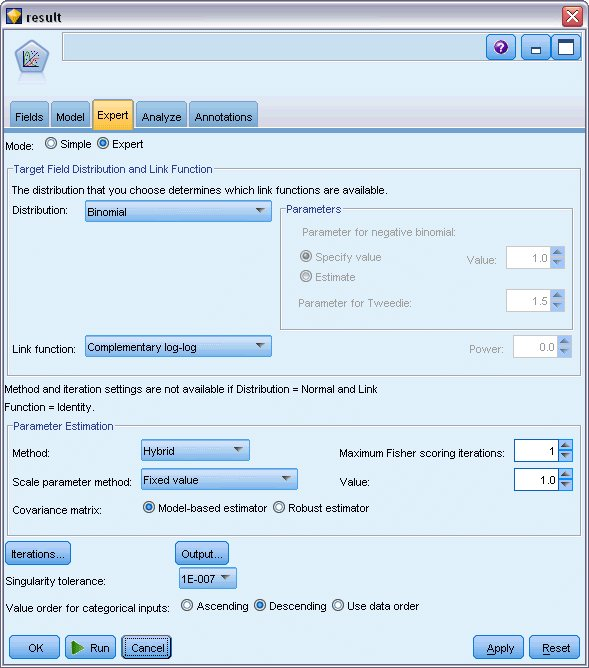 result
Fields Model Expert Analyze Annotations
Mode: Simple Expert
Target Field Distribution and Link Function
The distribution that you choose determines which link functions are available.
Distribution: Binomial
Parameters
Parameter for negative binomial:
Specify value Value: 1.0
Estimate
Parameter for Tweedie: 1.5
Link function: Complementary log-log Power: 0.0
Method and iteration settings are not available if Distribution = Normal and Link
Function = Identity.
Parameter Estimation
Method: Hybrid Maximum Fisher scoring iterations: 1
Scale parameter method: Fixed value Value: 1.0
Covariance matrix: Model-based estimator Robust estimator
Iterations... Output...
Singularity tolerance: 1E-007
Value order for categorical inputs: Ascending Descending Use data order
OK Run Cancel Apply Reset